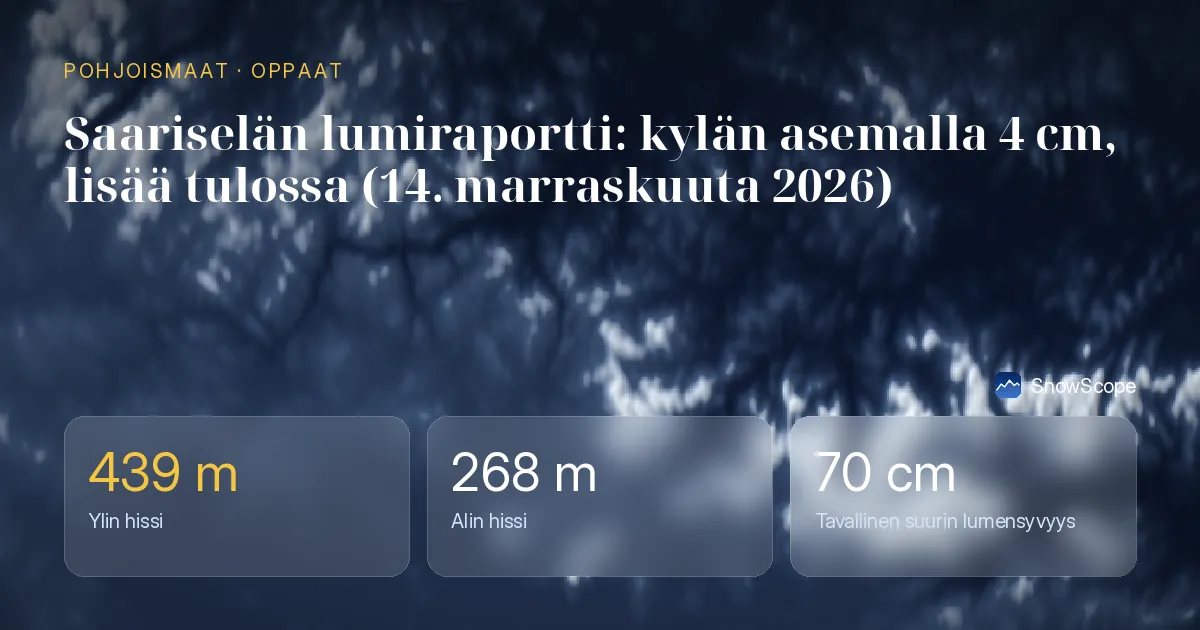 POHJOISMAAT · OPPAAT
Saariselän lumiraportti: kylän asemalla 4 cm,
lisää tulossa (14. marraskuuta 2026)
SnowScope
439 m
Ylin hissi
268 m
Alin hissi
70 cm
Tavallinen suurin lumensyvyys